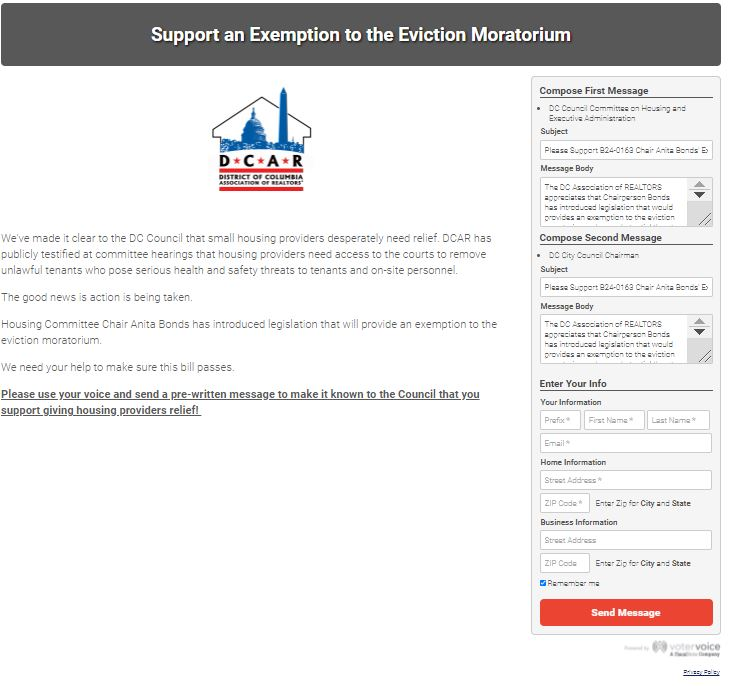 Support an Exemption to the Eviction Moratorium
D★C★A★R
DISTRICT OF COLUMBIA
ASSOCIATION OF REALTORS®
We've made it clear to the DC Council that small housing providers desperately need relief. DCAR has
publicly testified at committee hearings that housing providers need access to the courts to remove
unlawful tenants who pose serious health and safety threats to tenants and on-site personnel.
The good news is action is being taken.
Housing Committee Chair Anita Bonds has introduced legislation that will provide an exemption to the
eviction moratorium.
We need your help to make sure this bill passes.
Please use your voice and send a pre-written message to make it known to the Council that you
support giving housing providers relief!
Compose First Message
• DC Council Committee on Housing and
Executive Administration
Subject
Please Support B24-0163 Chair Anita Bonds' E
Message Body
The DC Association of REALTORS
appreciates that Chairperson Bonds
has introduced legislation that would
provides an exemption to the eviction
Compose Second Message
• DC City Council Chairman
Subject
Please Support B24-0163 Chair Anita Bonds' E
Message Body
The DC Association of REALTORS
appreciates that Chairperson Bonds
has introduced legislation that would
provides an exemption to the eviction
Enter Your Info
Your Information
Prefix * First Name * Last Name *
Email *
Home Information
Street Address *
ZIP Code * Enter Zip for City and State
Business Information
Street Address
ZIP Code Enter Zip for City and State
Remember me
Send Message
Powered by votervoice
A FiscalNote Company
Privacy Policy